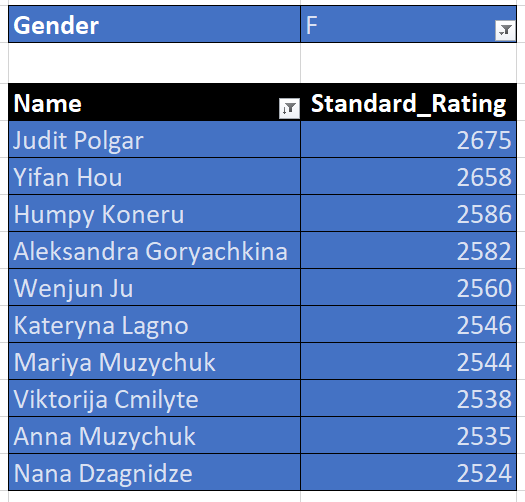 Gender F
Name Standard_Rating
Judit Polgar 2675
Yifan Hou 2658
Humpy Koneru 2586
Aleksandra Goryachkina 2582
Wenjun Ju 2560
Kateryna Lagno 2546
Mariya Muzychuk 2544
Viktorija Cmilyte 2538
Anna Muzychuk 2535
Nana Dzagnidze 2524